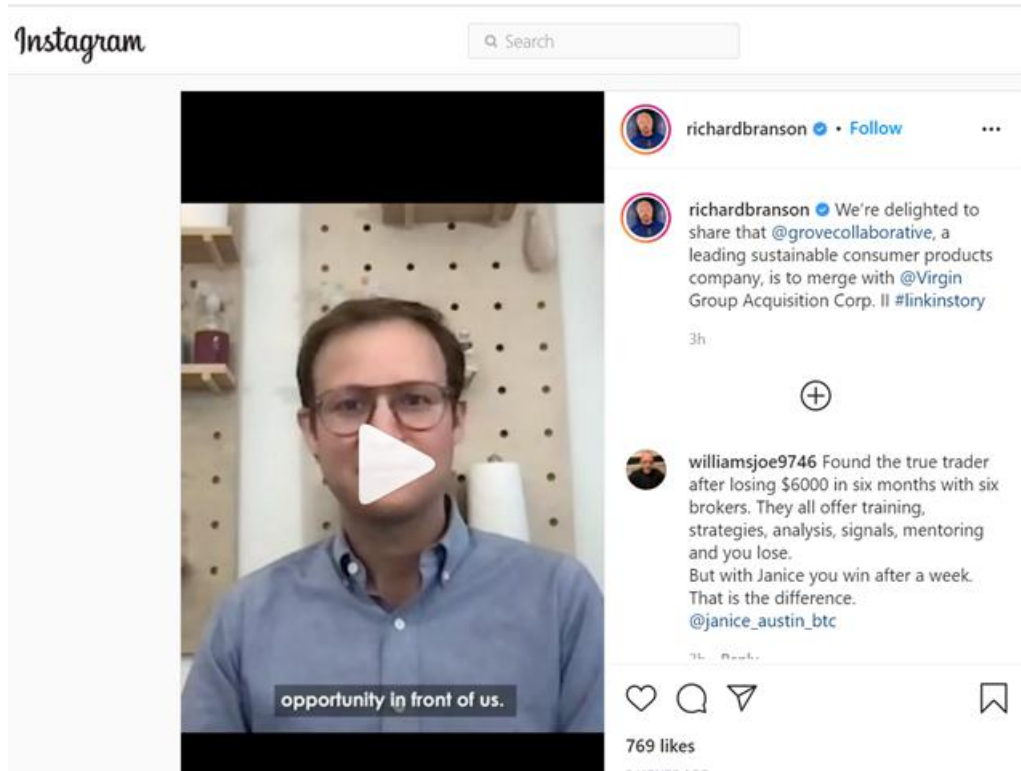 Instagram
Search
richardbranson • Follow
richardbranson We're delighted to
share that @grovecollaborative, a
leading sustainable consumer products
company, is to merge with @Virgin
Group Acquisition Corp. II #linkinstory
3h
williamsjoe9746 Found the true trader
after losing $6000 in six months with six
brokers. They all offer training,
strategies, analysis, signals, mentoring
and you lose.
But with Janice you win after a week.
That is the difference.
@janice_austin_btc
opportunity in front of us.
769 likes